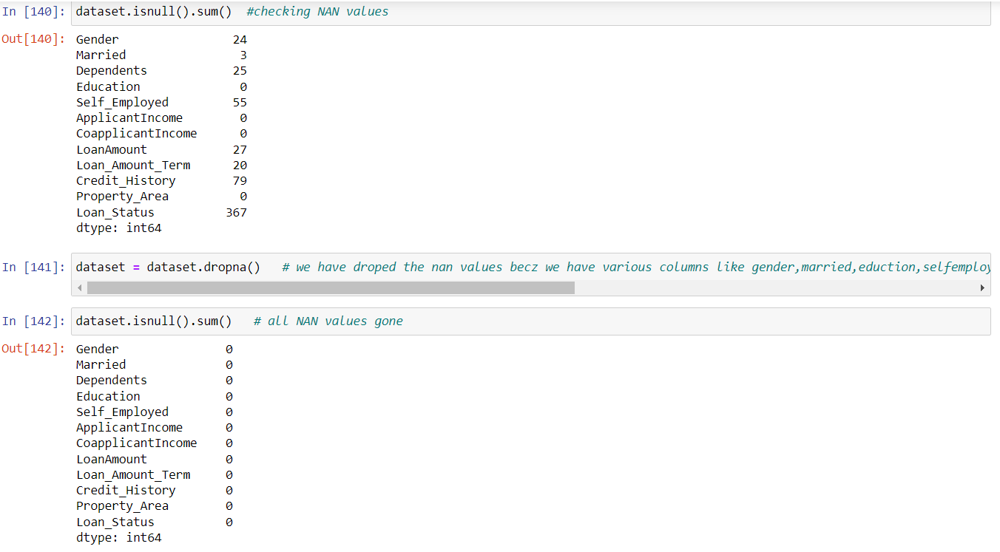 In [140]: dataset.isnull().sum()  #checking NAN values
Out[140]: Gender                24
Married                3
Dependents            25
Education              0
Self_Employed         55
ApplicantIncome        0
CoapplicantIncome      0
LoanAmount            27
Loan_Amount_Term      20
Credit_History        79
Property_Area          0
Loan_Status          367
dtype: int64
In [141]: dataset = dataset.dropna()   # we have droped the nan values becz we have various columns like gender,married,eduction,selfemploy
In [142]: dataset.isnull().sum()   # all NAN values gone
Out[142]: Gender               0
Married              0
Dependents           0
Education            0
Self_Employed        0
ApplicantIncome      0
CoapplicantIncome    0
LoanAmount           0
Loan_Amount_Term     0
Credit_History       0
Property_Area        0
Loan_Status          0
dtype: int64